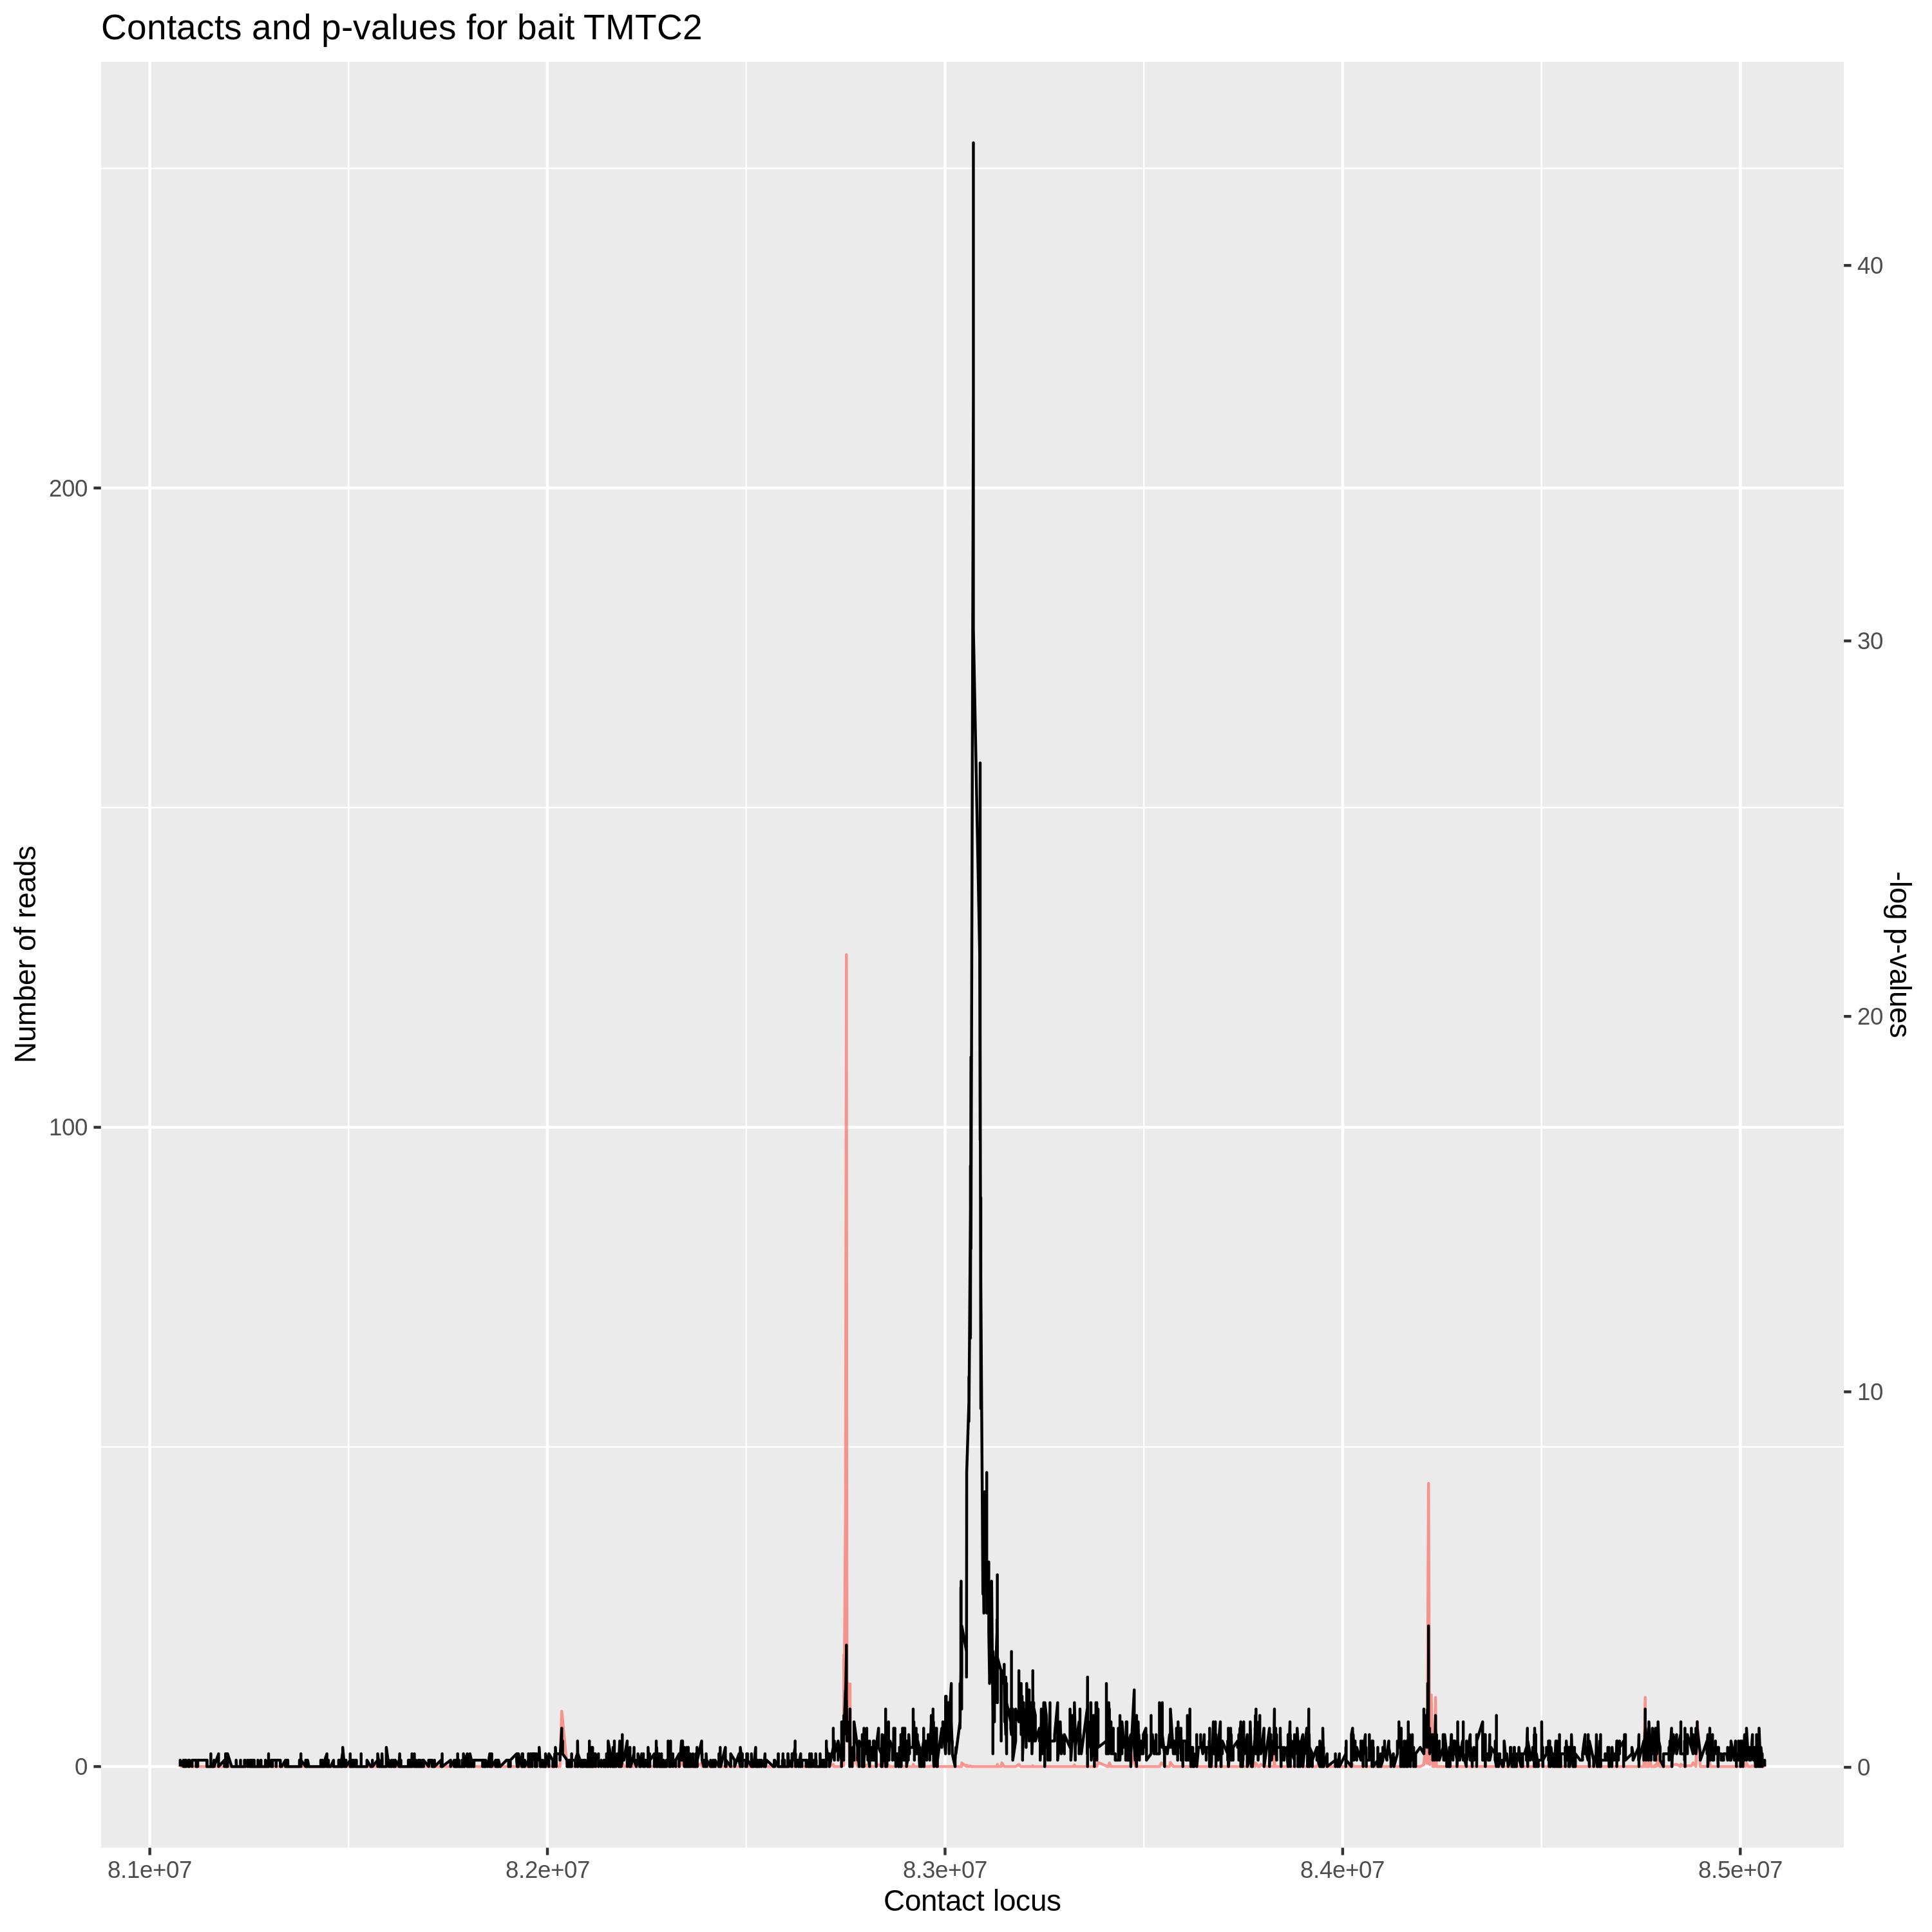 Contacts and p-values for bait TMTC2
Number of reads
200
100
0
40
30
20
10
0
-log p-values
8.1e+07 8.2e+07 8.3e+07 8.4e+07 8.5e+07
Contact locus